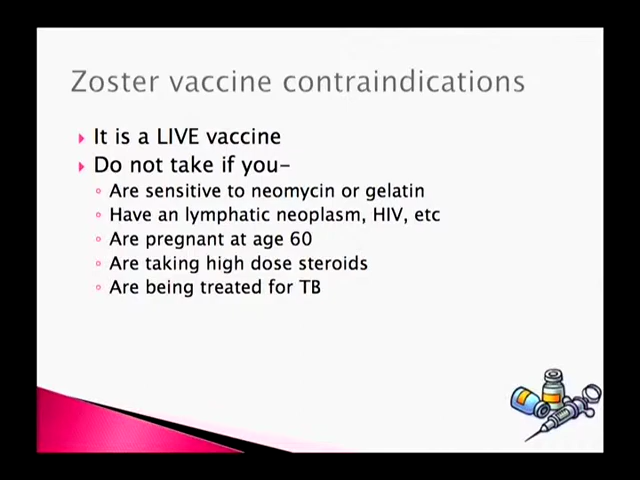 Zoster vaccine contraindications
It is a LIVE vaccine
Do not take if you–
Are sensitive to neomycin or gelatin
Have an lymphatic neoplasm, HIV, etc
Are pregnant at age 60
Are taking high dose steroids
Are being treated for TB